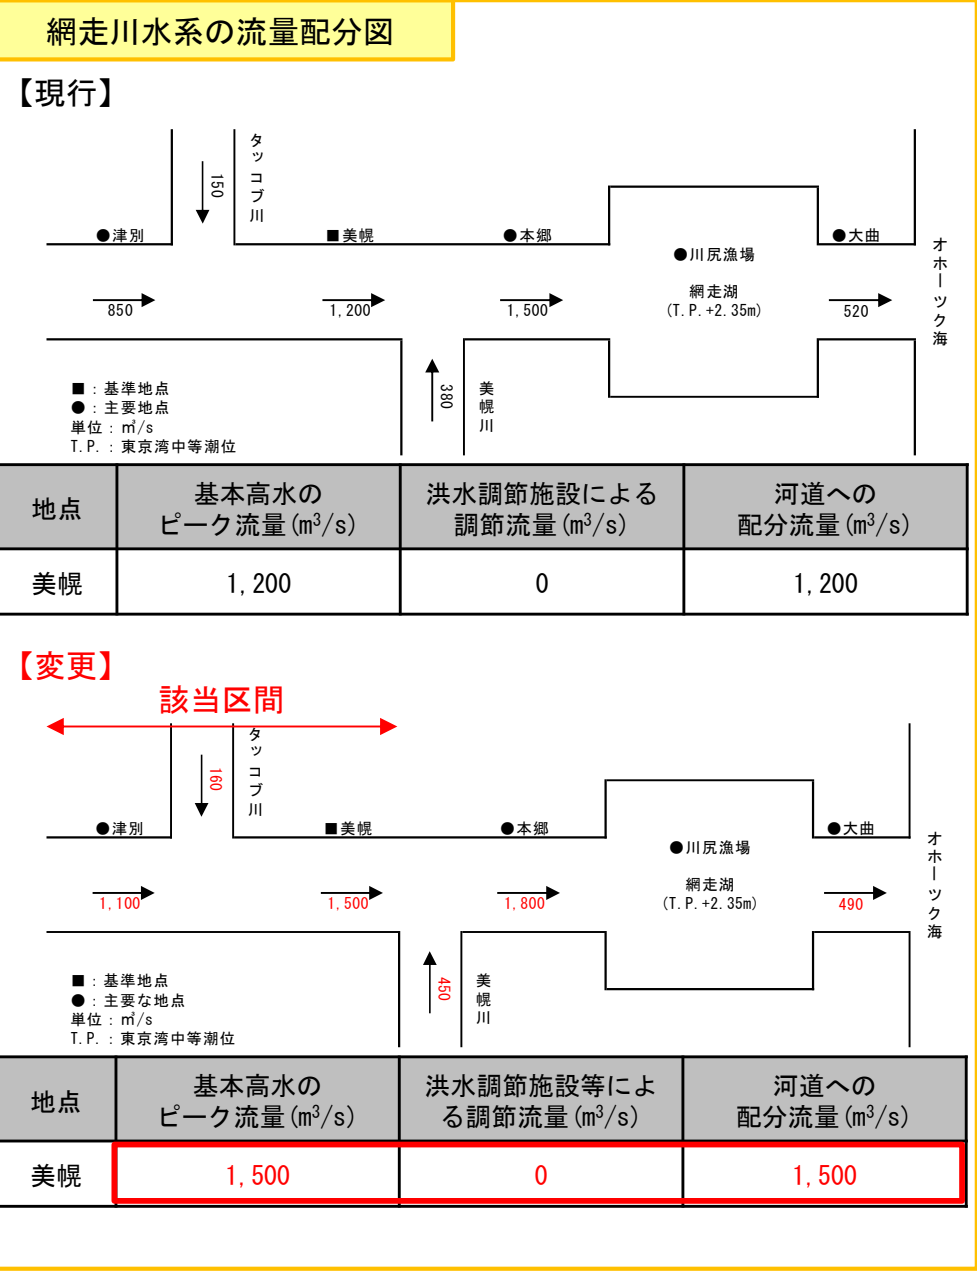 網走川水系の流量配分図
【現行】
タッコブ川
150
●津別
■美幌
●本郷
●大曲
●川尻漁場
網走湖
(T.P.+2.35m)
オホーツク海
850
1,200
1,500
520
380
美幌川
■：基準地点
●：主要地点
単位：㎥/s
T.P.：東京湾中等潮位
地点
基本高水の
ピーク流量(m³/s)
洪水調節施設による
調節流量(m³/s)
河道への
配分流量(m³/s)
美幌
1,200
0
1,200
【変更】
該当区間
タッコブ川
160
●津別
■美幌
●本郷
●大曲
●川尻漁場
網走湖
(T.P.+2.35m)
オホーツク海
1,100
1,500
1,800
490
450
美幌川
■：基準地点
●：主要な地点
単位：㎥/s
T.P.：東京湾中等潮位
地点
基本高水の
ピーク流量(m³/s)
洪水調節施設等によ
る調節流量(m³/s)
河道への
配分流量(m³/s)
美幌
1,500
0
1,500